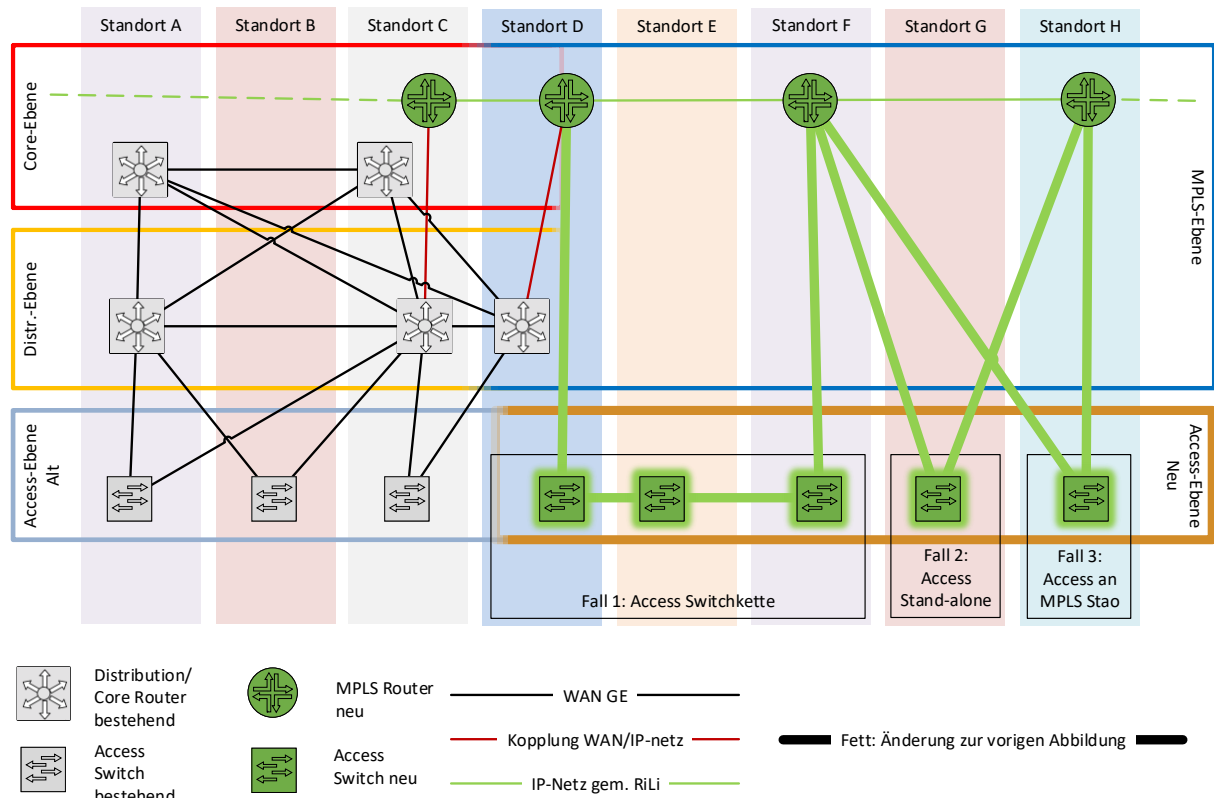 Standort A
Standort B
Standort C
Standort D
Standort E
Standort F
Standort G
Standort H
Core-Ebene
Distr.-Ebene
MPLS-Ebene
Access-Ebene
Alt
Access-Ebene
Neu
Fall 1: Access Switchkette
Fall 2:
Access
Stand-alone
Fall 3:
Access an
MPLS Stao
Distribution/
Core Router
bestehend
MPLS Router
neu
WAN GE
Access
Switch
bestehend
Access
Switch neu
Kopplung WAN/IP-netz
IP-Netz gem. RiLi
Fett: Änderung zur vorigen Abbildung